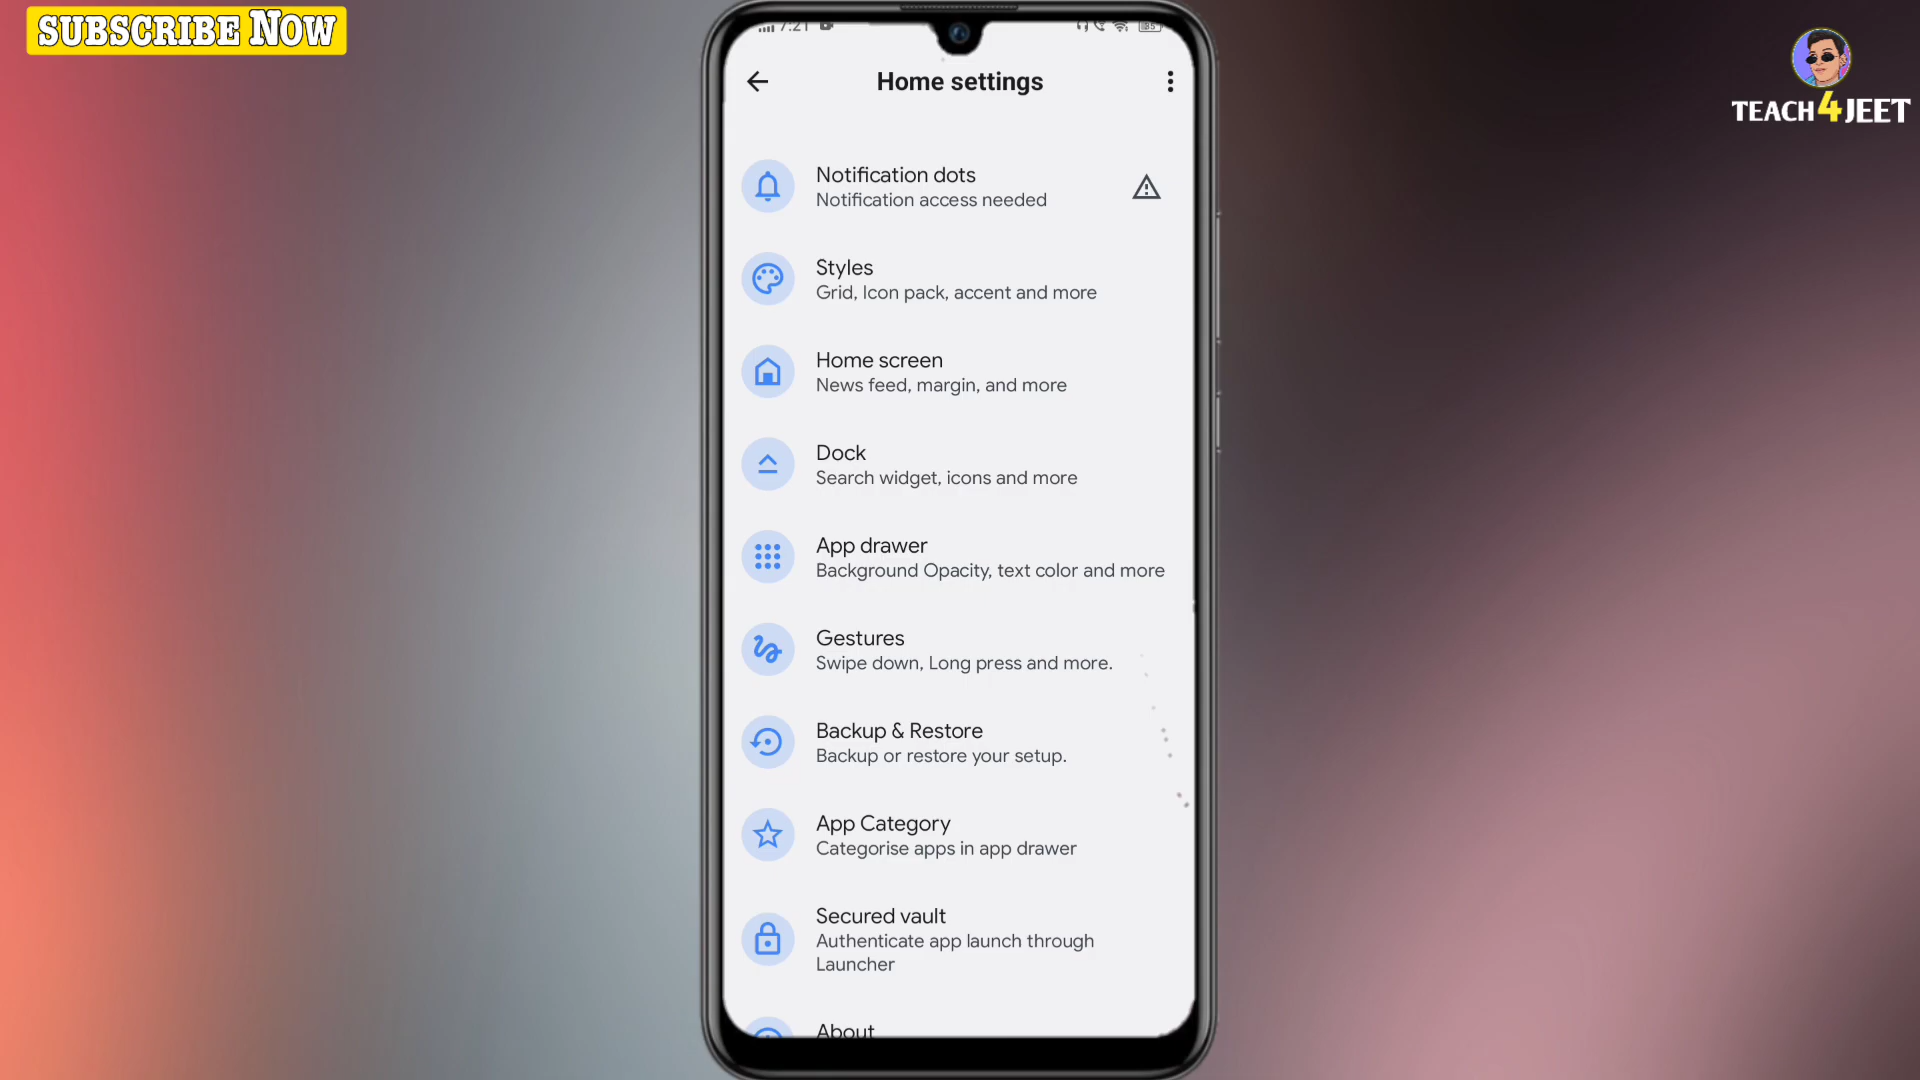 SUBSCRIBE NOW
TEACH4JEET
7:21
Home settings
Notification dots
Notification access needed
Styles
Grid, Icon pack, accent and more
Home screen
News feed, margin, and more
Dock
Search widget, icons and more
App drawer
Background Opacity, text color and more
Gestures
Swipe down, Long press and more.
Backup & Restore
Backup or restore your setup.
App Category
Categorise apps in app drawer
Secured vault
Authenticate app launch through
Launcher
About